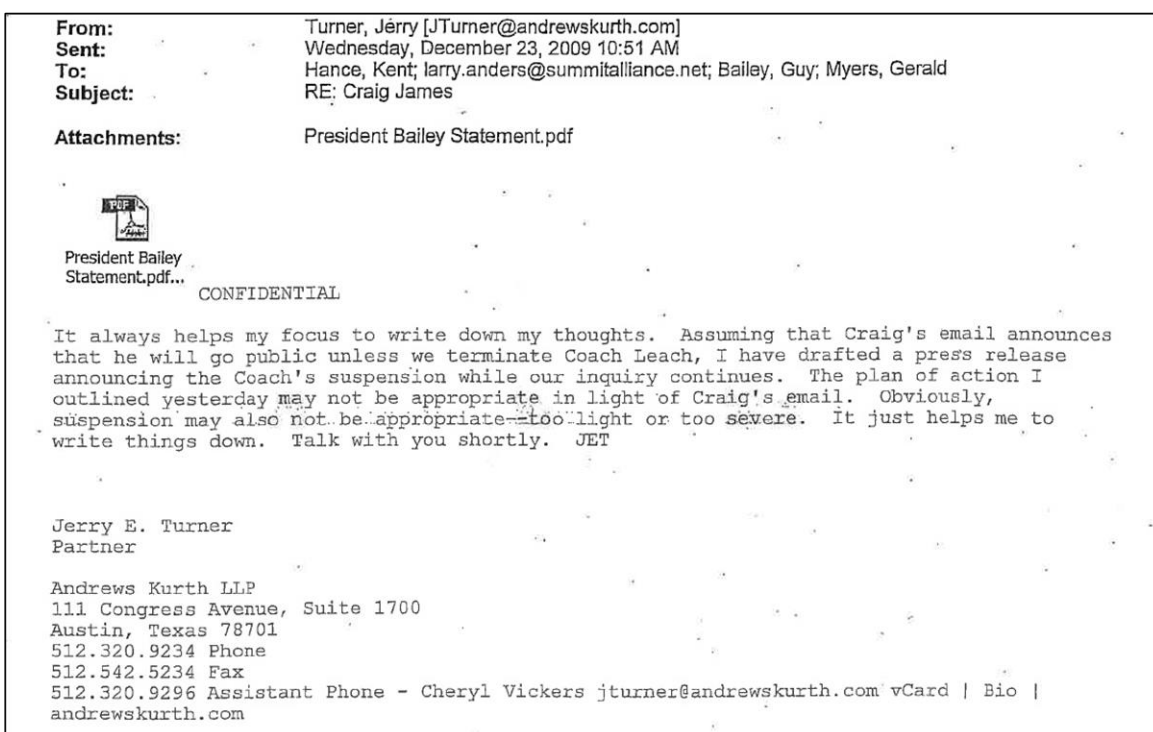 From: Turner, Jerry [JTurner@andrewskurth.com]
Sent: Wednesday, December 23, 2009 10:51 AM
To: Hance, Kent; larry.anders@summitalliance.net; Bailey, Guy; Myers, Gerald
Subject: RE: Craig James
Attachments: President Bailey Statement.pdf
PDF
President Bailey
Statement.pdf...
CONFIDENTIAL
It always helps my focus to write down my thoughts. Assuming that Craig's email announces
that he will go public unless we terminate Coach Leach, I have drafted a press release
announcing the Coach's suspension while our inquiry continues. The plan of action I
outlined yesterday may not be appropriate in light of Craig's email. Obviously,
suspension may also not be appropriate--too light or too severe. It just helps me to
write things down. Talk with you shortly. JET
Jerry E. Turner
Partner
Andrews Kurth LLP
111 Congress Avenue, Suite 1700
Austin, Texas 78701
512.320.9234 Phone
512.542.5234 Fax
512.320.9296 Assistant Phone - Cheryl Vickers jturner@andrewskurth.com vCard | Bio |
andrewskurth.com